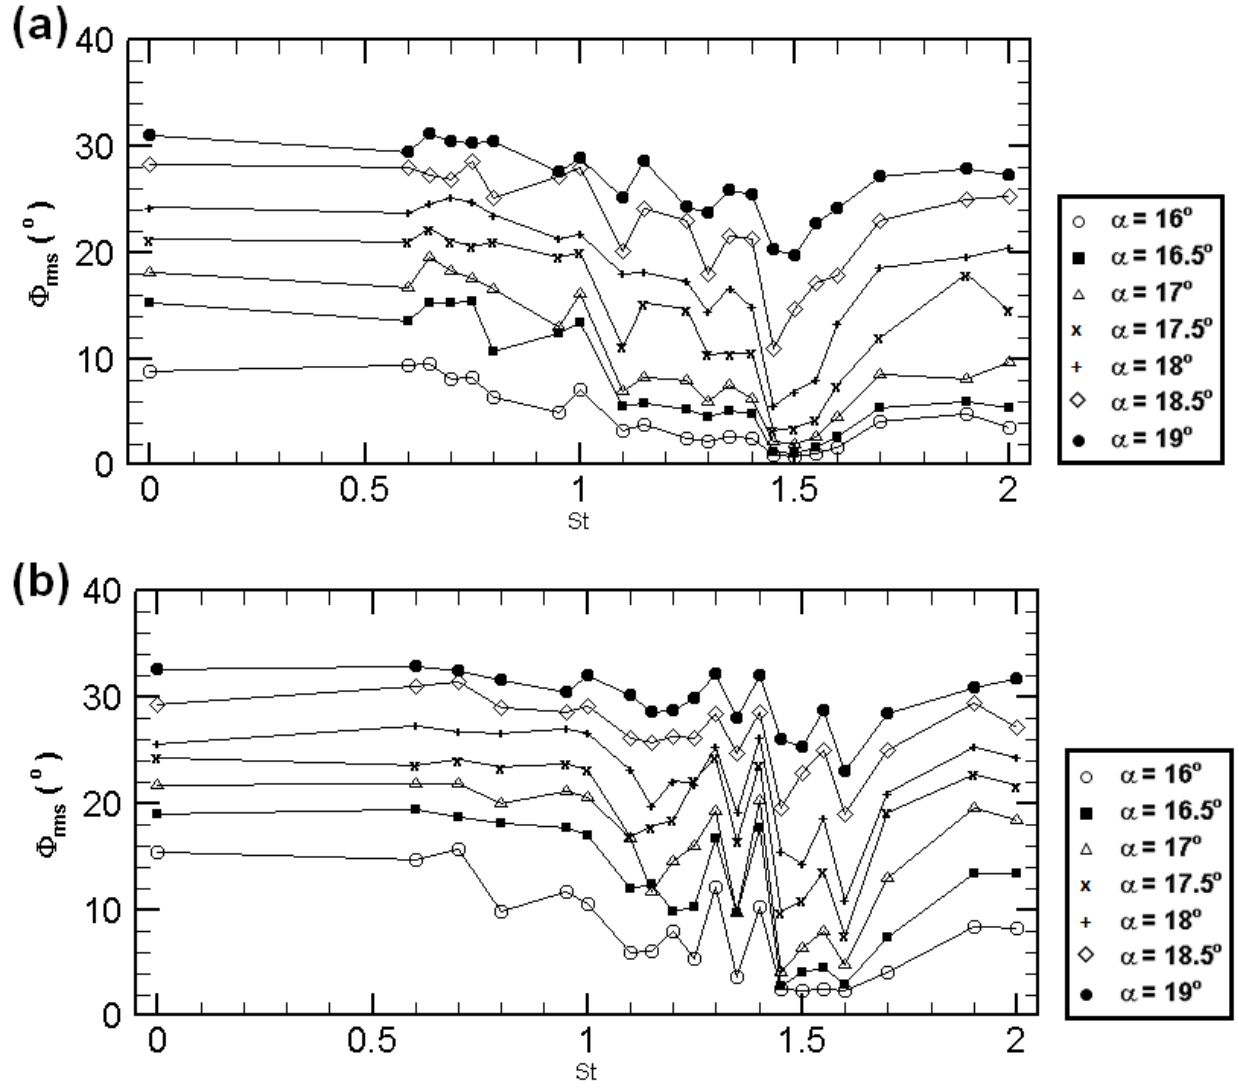 (a)
40
30
20
10
0
Φrms ( ° )
0 0.5 1 1.5 2
St
α = 16°
α = 16.5°
α = 17°
α = 17.5°
α = 18°
α = 18.5°
α = 19°
(b)
40
30
20
10
0
Φrms ( ° )
0 0.5 1 1.5 2
St
α = 16°
α = 16.5°
α = 17°
α = 17.5°
α = 18°
α = 18.5°
α = 19°